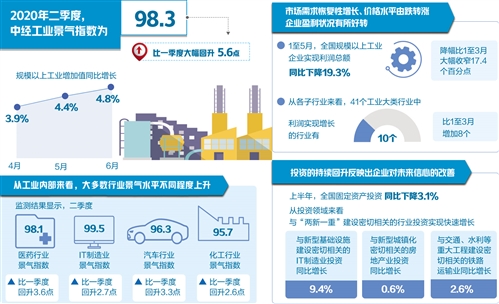 2020年二季度,
中经工业景气指数为
98.3
比一季度大幅回升 5.6点
规模以上工业增加值同比增长
3.9%
4.4%
4.8%
4月
5月
6月
从工业内部来看，大多数行业景气水平不同程度上升
监测结果显示，二季度
98.1
医药行业
景气指数
比一季度
回升3.6点
99.5
IT制造业
景气指数
比一季度
回升2.7点
96.3
汽车行业
景气指数
比一季度
回升3.3点
95.7
化工行业
景气指数
比一季度
回升2.6点
市场需求恢复性增长、价格水平由跌转涨
企业盈利状况有所好转
1至5月，全国规模以上工业
企业实现利润总额
同比下降19.3%
降幅比1至3月
大幅收窄17.4
个百分点
从各子行业来看，41个工业大类行业中
利润实现增长
的行业有
10个
比1至3月
增加8个
投资的持续回升反映出企业对未来信心的改善
上半年，全国固定资产投资 同比下降3.1%
从投资领域来看
与“两新一重”建设密切相关的行业投资实现快速增长
与新型基础设施
建设密切相关的
IT制造业投资
同比增长
9.4%
与新型城镇化
密切相关的房
地产业投资
同比增长
0.6%
与交通、水利等
重大工程建设密
切相关的铁路
运输业同比增长
2.6%